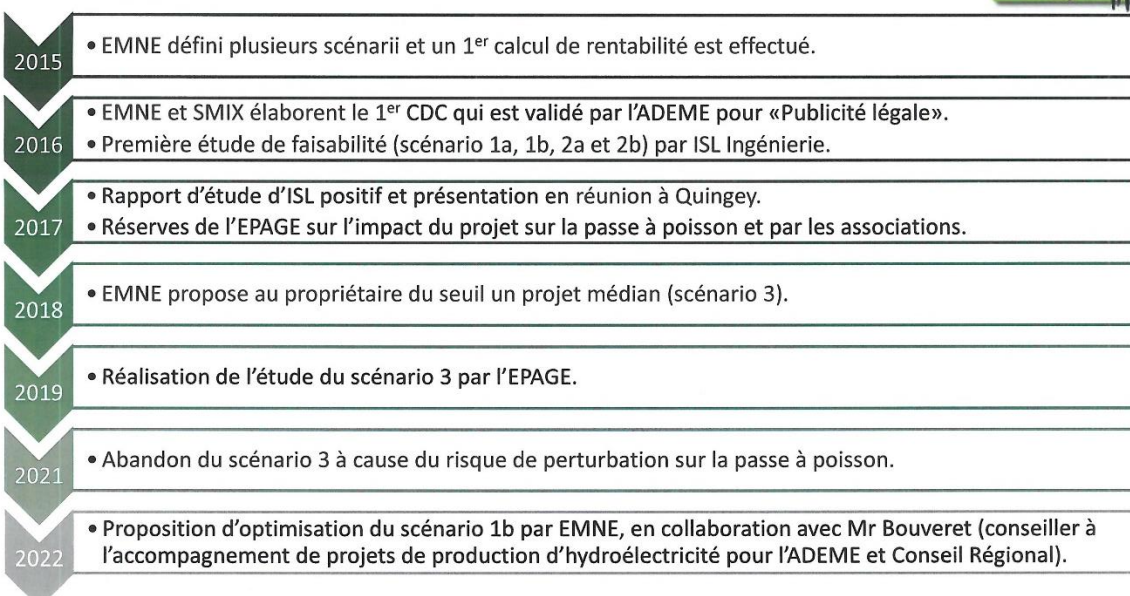 2015
• EMNE défini plusieurs scénarii et un 1er calcul de rentabilité est effectué.
2016
• EMNE et SMIX élaborent le 1er CDC qui est validé par l'ADEME pour «Publicité légale».
• Première étude de faisabilité (scénario 1a, 1b, 2a et 2b) par ISL Ingénierie.
2017
• Rapport d'étude d'ISL positif et présentation en réunion à Quingey.
• Réserves de l'EPAGE sur l'impact du projet sur la passe à poisson et par les associations.
2018
• EMNE propose au propriétaire du seuil un projet médian (scénario 3).
2019
• Réalisation de l'étude du scénario 3 par l'EPAGE.
2021
• Abandon du scénario 3 à cause du risque de perturbation sur la passe à poisson.
2022
• Proposition d'optimisation du scénario 1b par EMNE, en collaboration avec Mr Bouveret (conseiller à
l'accompagnement de projets de production d'hydroélectricité pour l'ADEME et Conseil Régional).